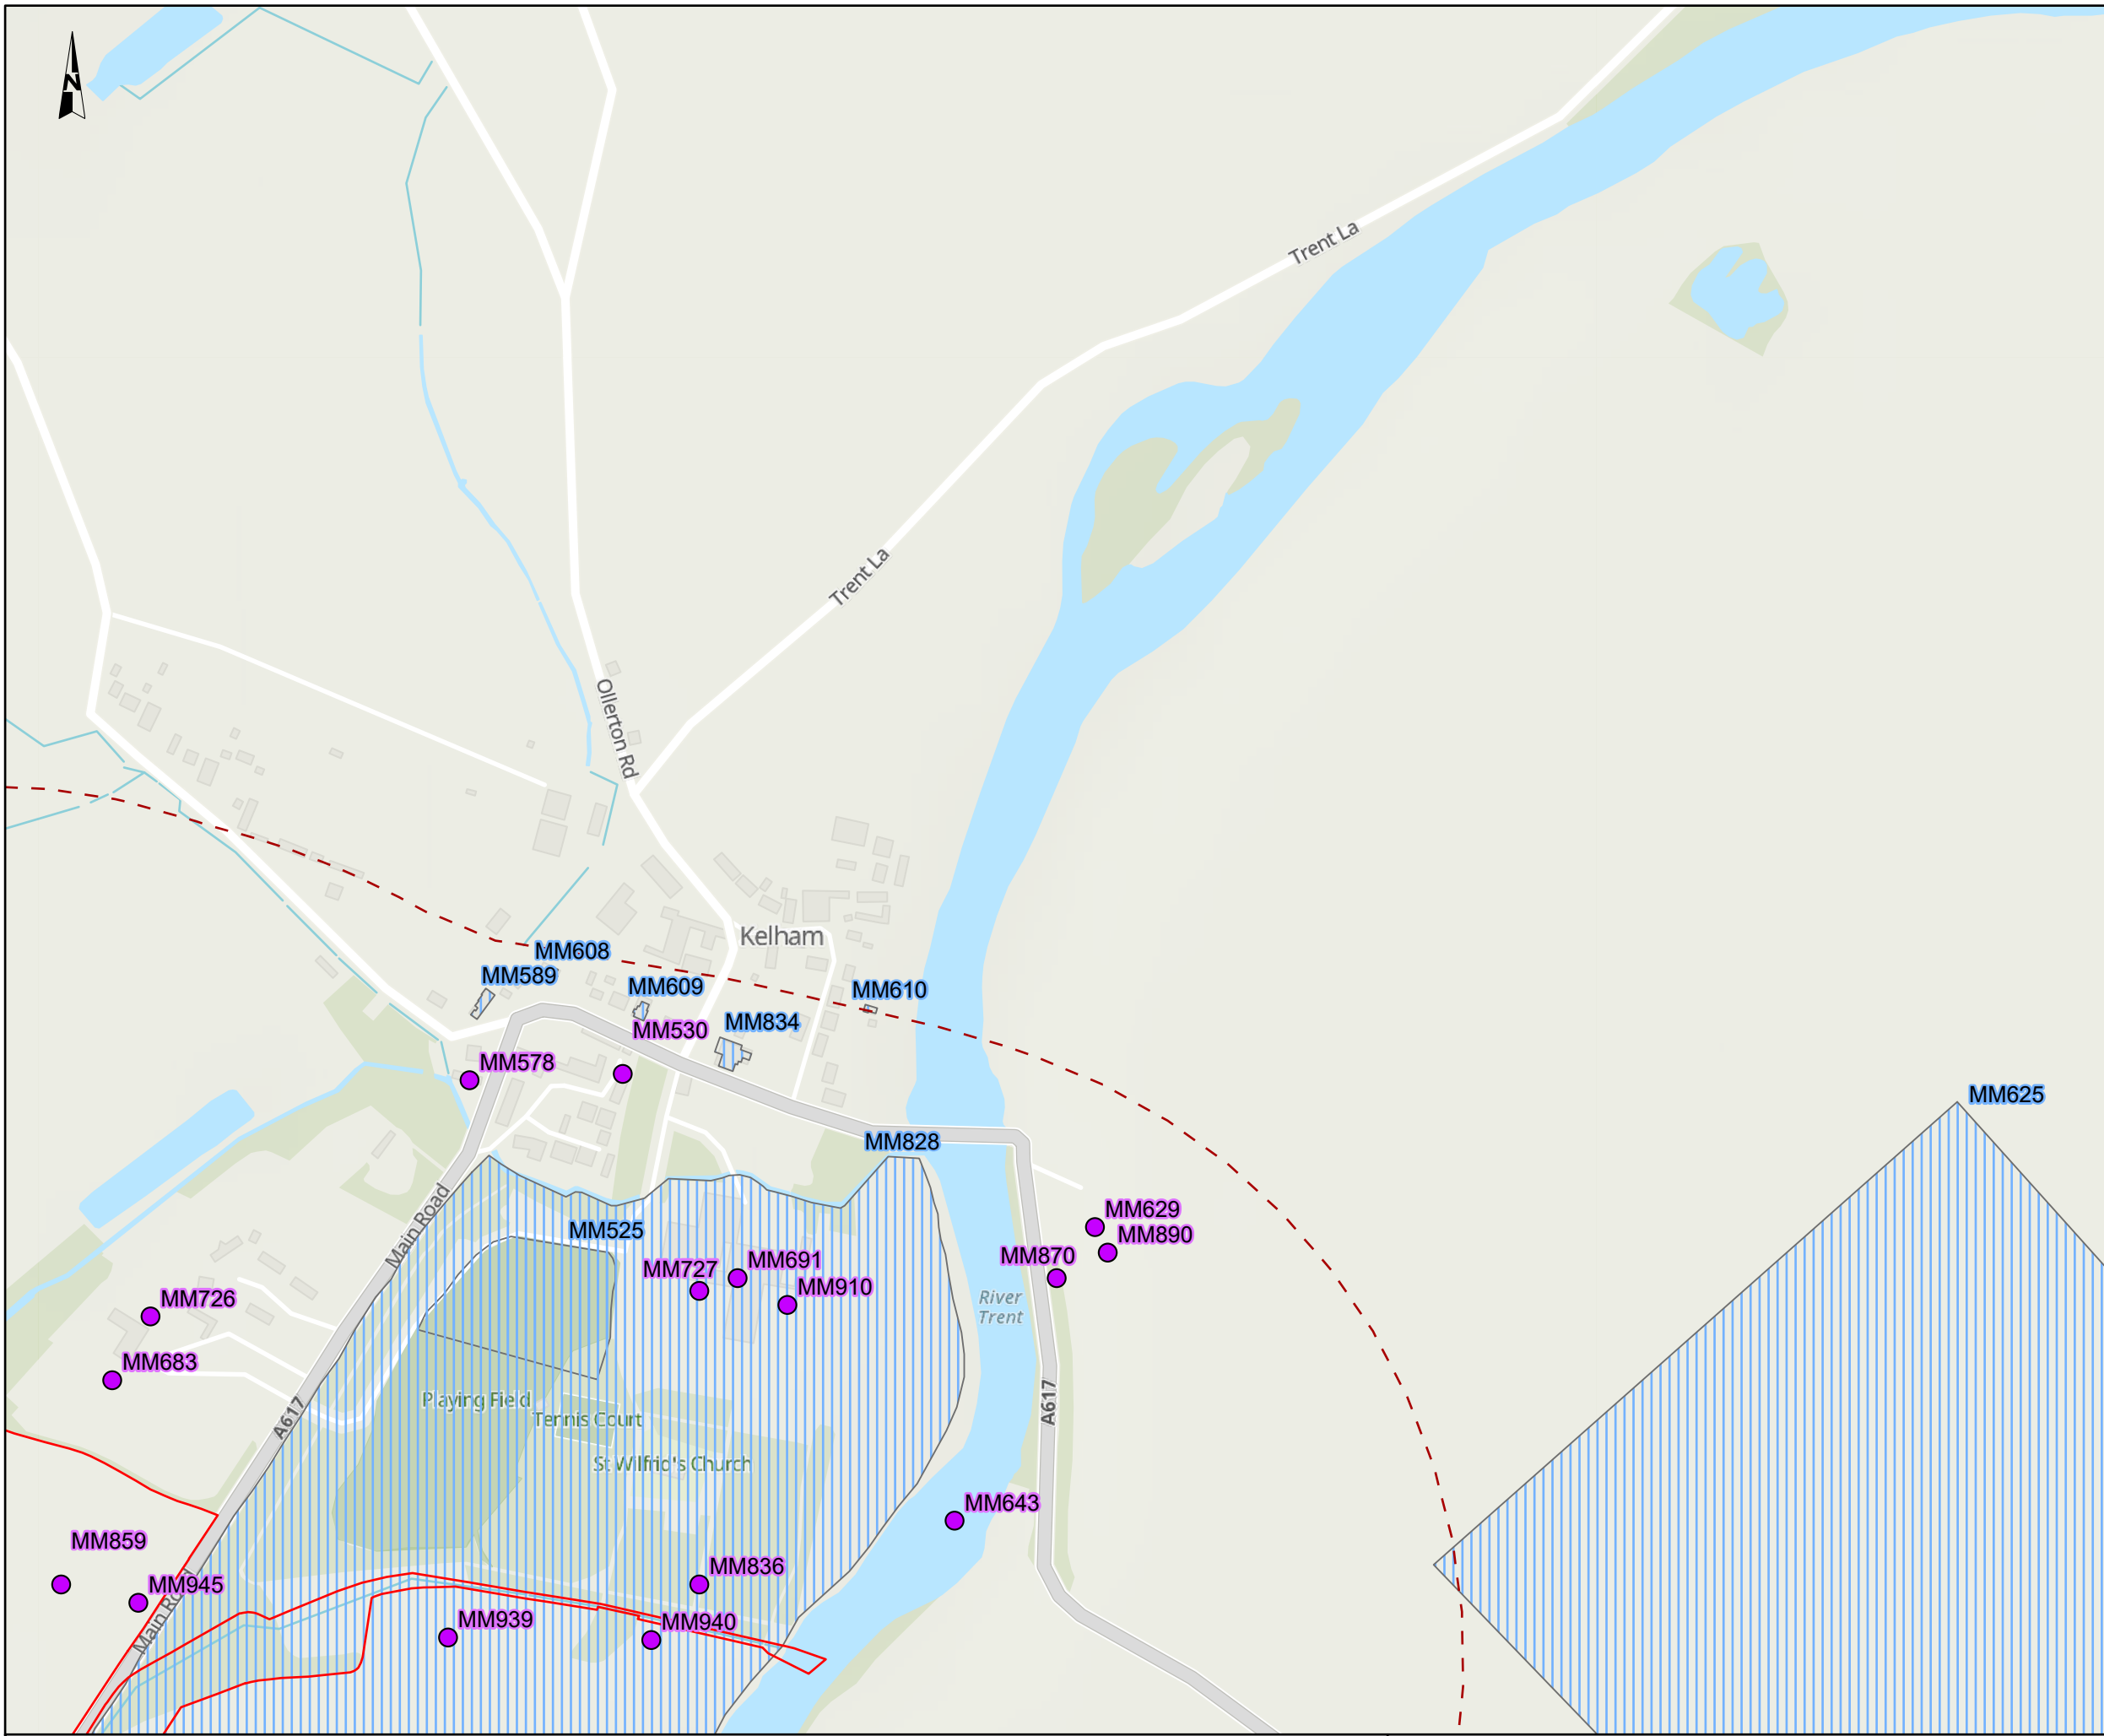 N
Trent La
Trent La
Ollerton Rd
Kelham
MM608
MM589
MM609
MM610
MM834
MM530
MM578
MM625
MM828
MM629
MM890
MM525
MM870
MM691
MM727
MM910
River
Trent
Main Road
MM726
MM683
A617
A617
Playing Field
Tennis Court
St Wilfrid's Church
MM643
MM859
MM945
MM836
Main Road
MM939
MM940